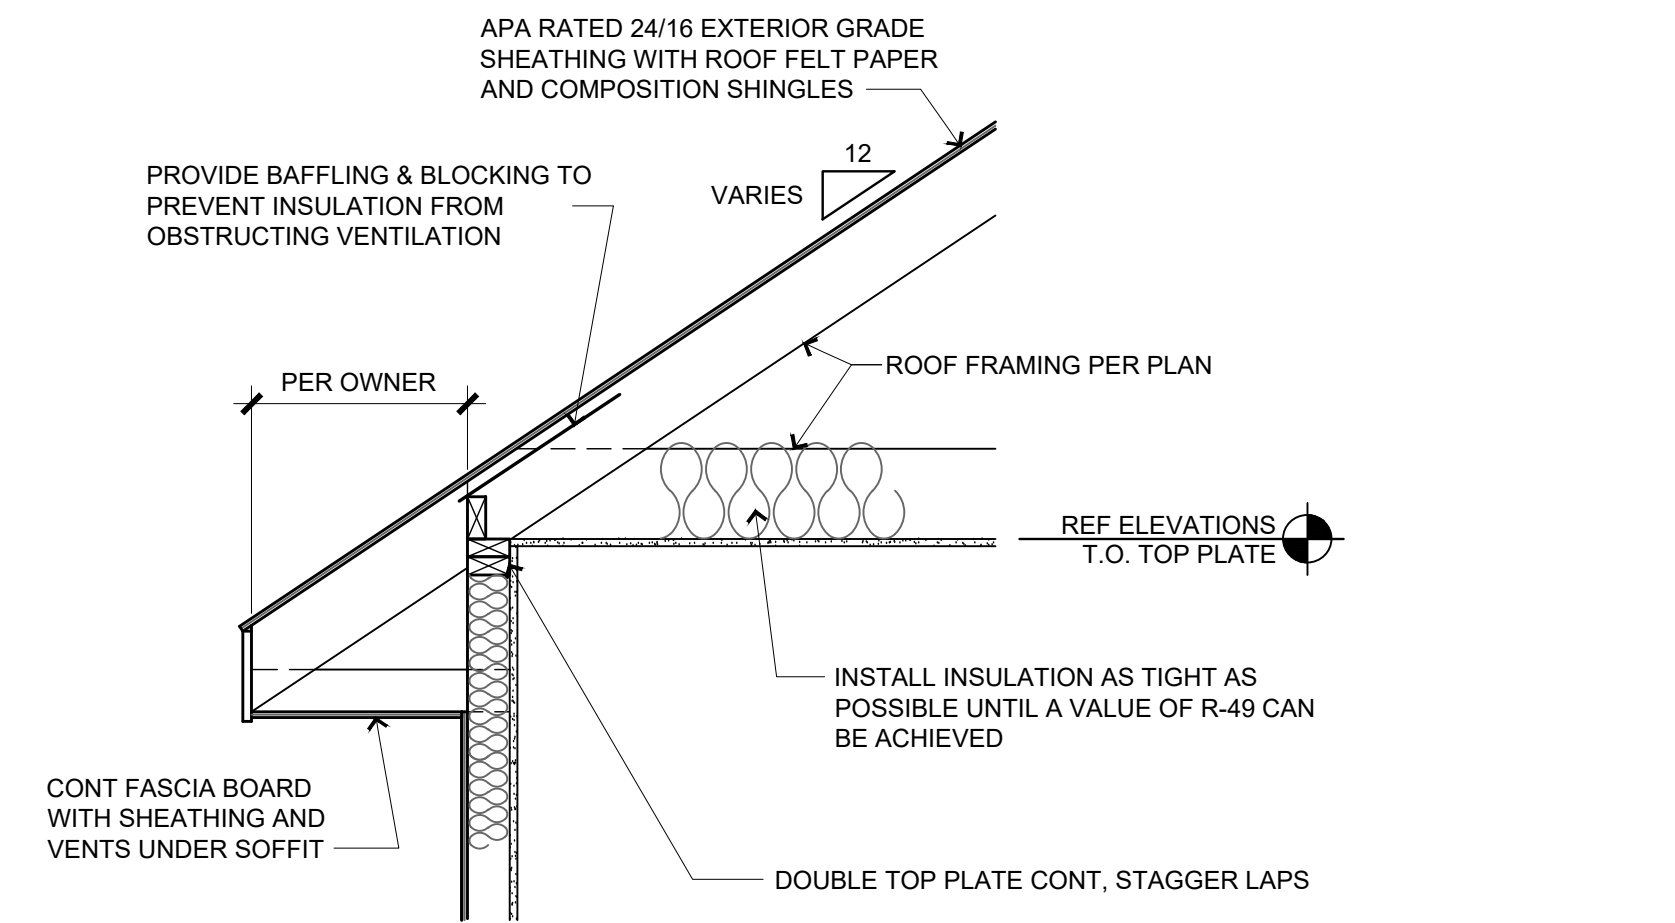 APA RATED 24/16 EXTERIOR GRADE
SHEATHING WITH ROOF FELT PAPER
AND COMPOSITION SHINGLES
12
VARIES
PROVIDE BAFFLING & BLOCKING TO
PREVENT INSULATION FROM
OBSTRUCTING VENTILATION
PER OWNER
ROOF FRAMING PER PLAN
REF ELEVATIONS
T.O. TOP PLATE
INSTALL INSULATION AS TIGHT AS
POSSIBLE UNTIL A VALUE OF R-49 CAN
BE ACHIEVED
CONT FASCIA BOARD
WITH SHEATHING AND
VENTS UNDER SOFFIT
DOUBLE TOP PLATE CONT, STAGGER LAPS